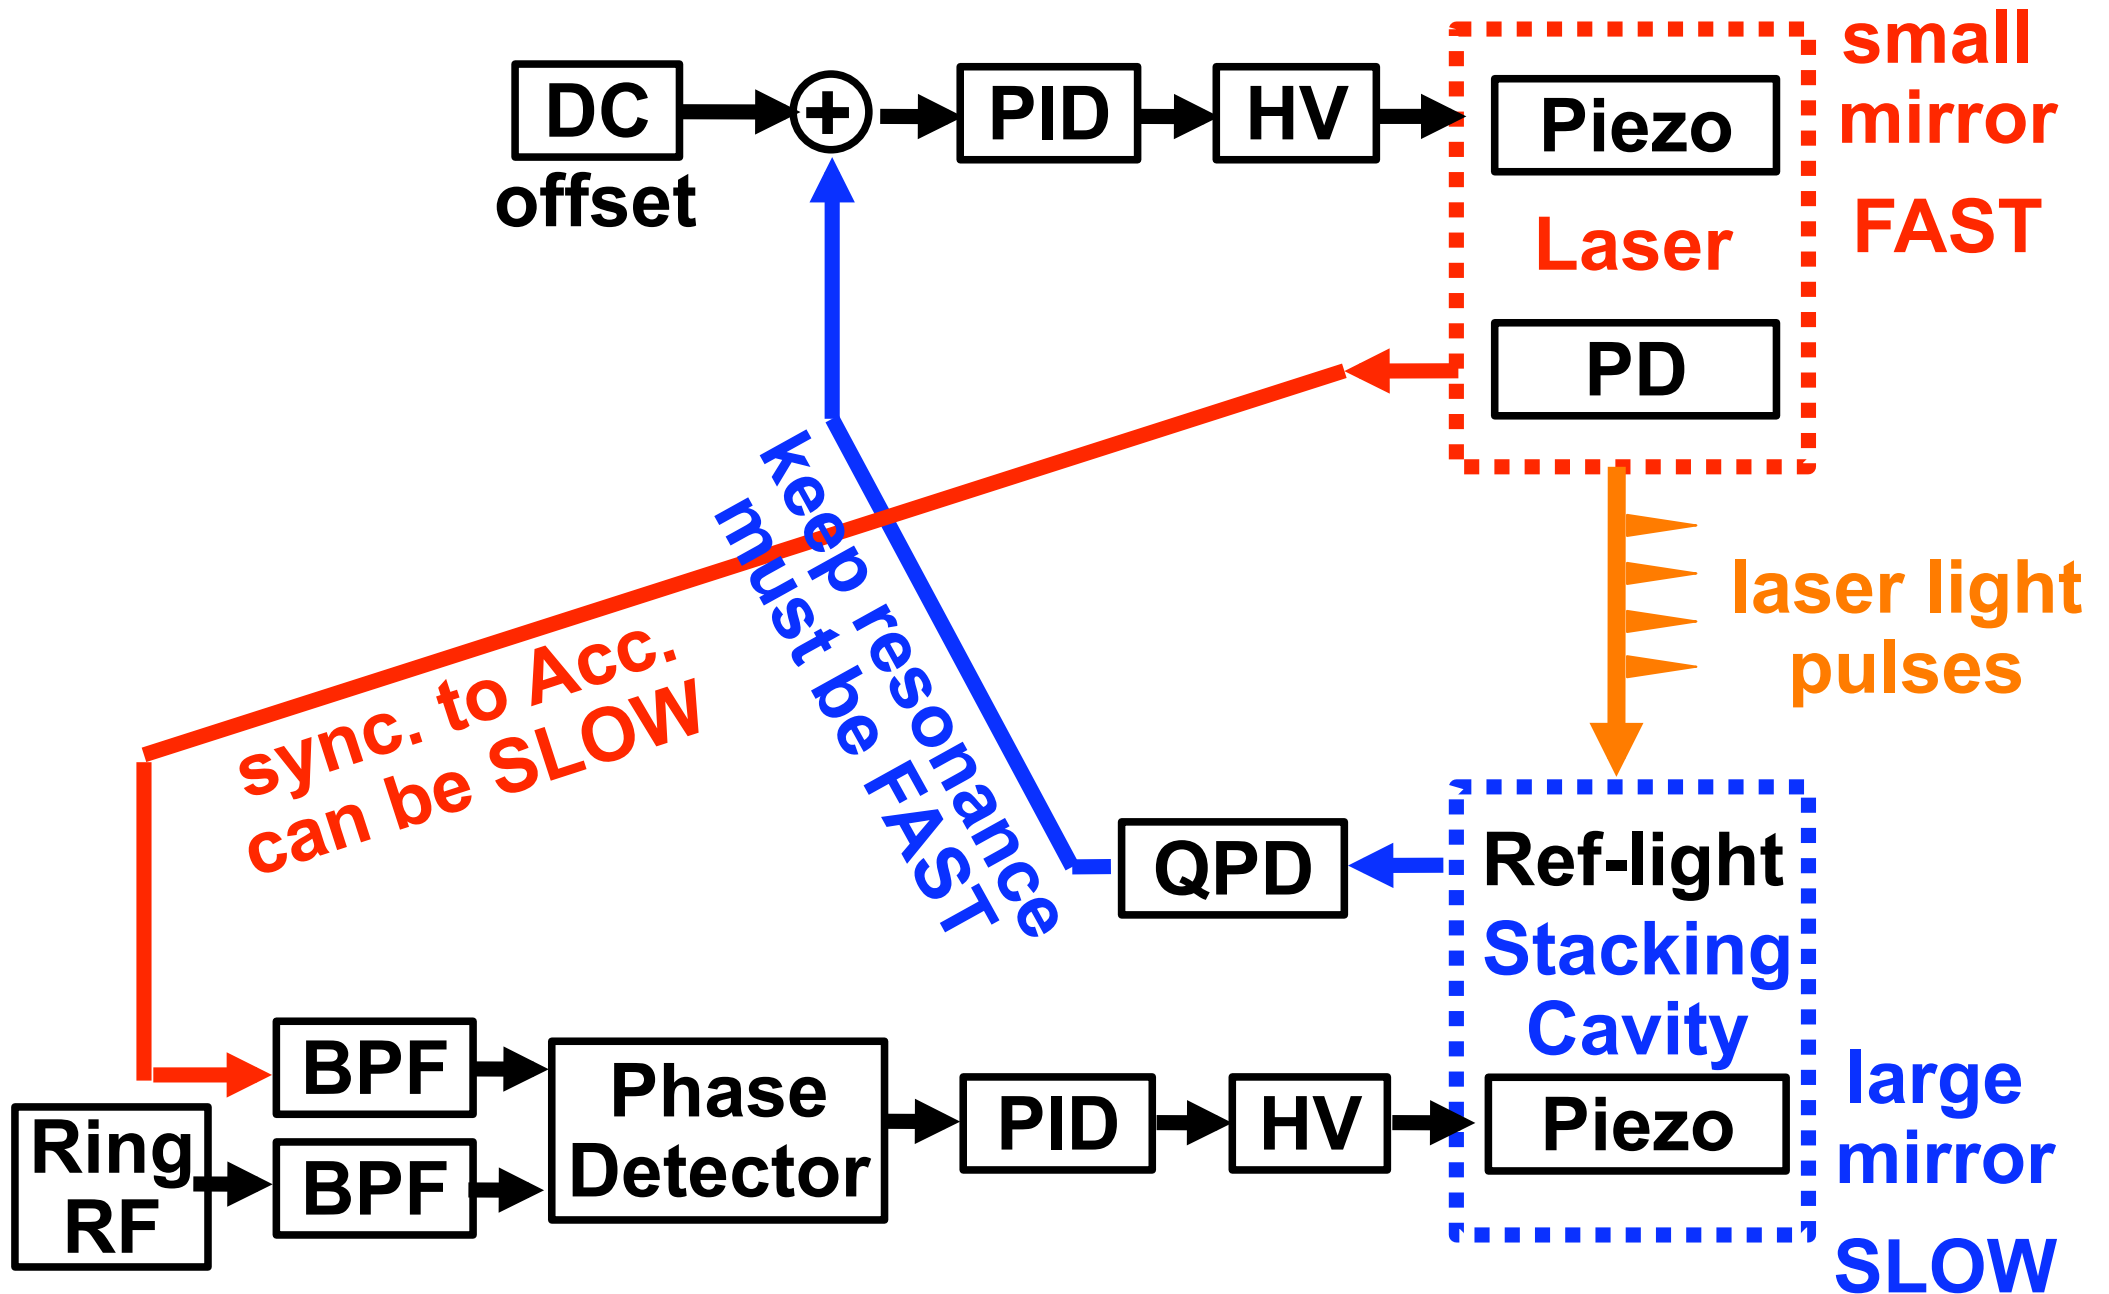 DC
offset
+
PID
HV
Piezo
Laser
PD
small
mirror
FAST
laser light
pulses
keep resonance
must be FAST
sync. to Acc.
can be SLOW
QPD
Ref-light
Stacking
Cavity
Piezo
large
mirror
SLOW
Ring
RF
BPF
BPF
Phase
Detector
PID
HV